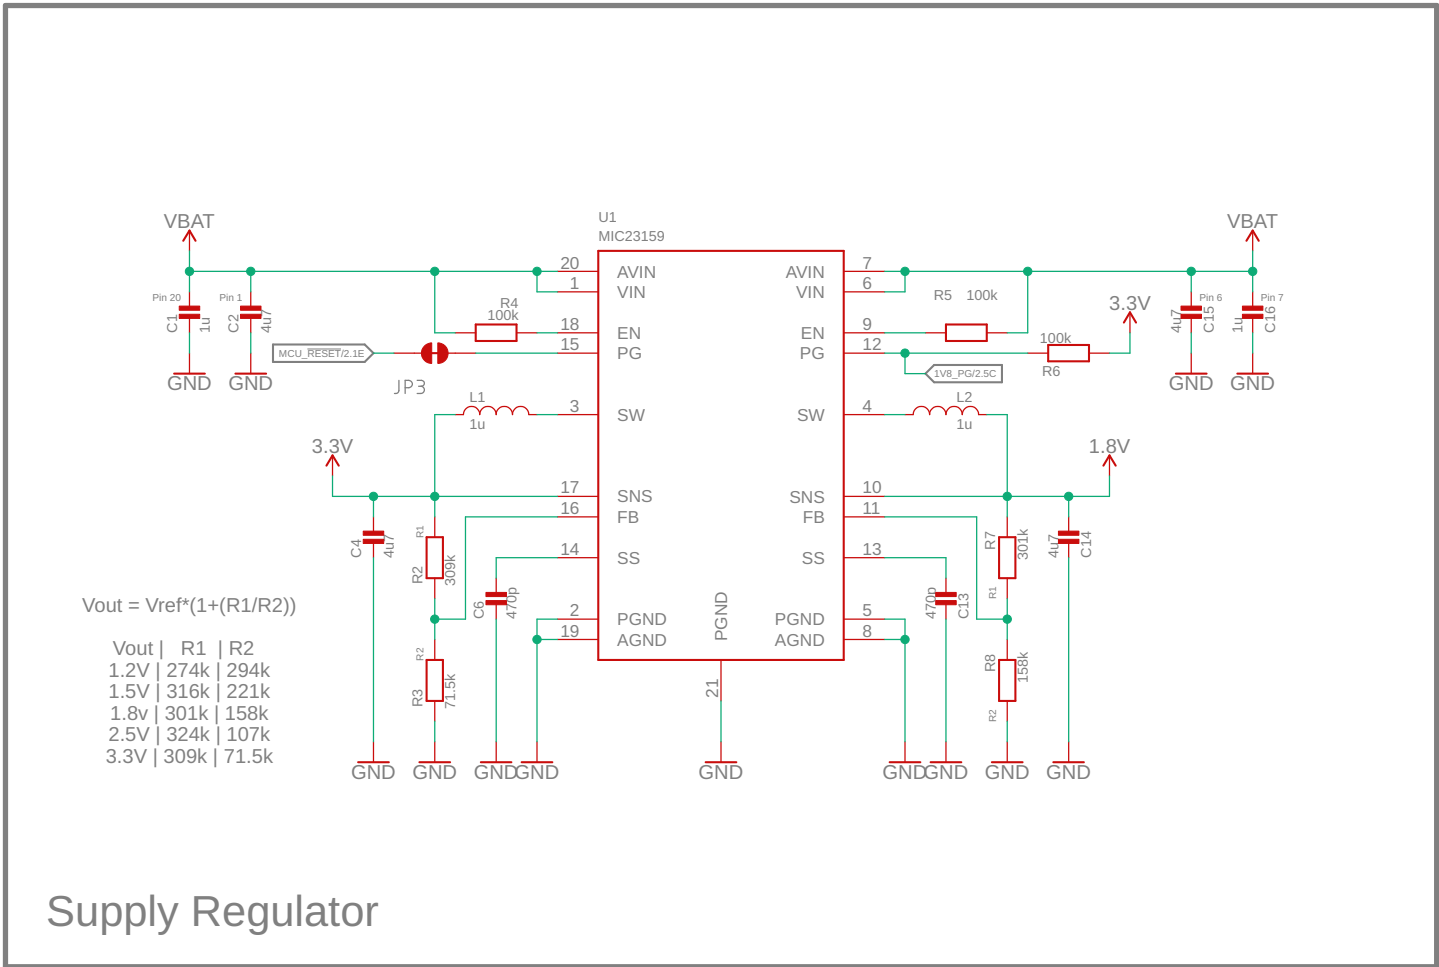 U1
MIC23159
VBAT
VBAT
20 AVIN
1 VIN
18 EN
15 PG
3 SW
17 SNS
16 FB
14 SS
2 PGND
19 AGND
AVIN 7
VIN 6
EN 9
PG 12
SW 4
SNS 10
FB 11
SS 13
PGND 5
AGND 8
PGND
21
Pin 20
C1
1u
Pin 1
C2
4u7
GND
GND
R4
100k
MCU_RESET/2.1E
JP3
L1
1u
3.3V
C4
4u7
R1
R2
309k
R2
R3
71.5k
C6
470p
R5 100k
3.3V
100k
R6
1V8_PG/2.5C
Pin 6
4u7
C15
Pin 7
1u
C16
GND
GND
L2
1u
1.8V
R7
301k
R1
4u7
C14
470p
C13
R8
158k
R2
Vout = Vref*(1+(R1/R2))
Vout | R1 | R2
1.2V | 274k | 294k
1.5V | 316k | 221k
1.8v | 301k | 158k
2.5V | 324k | 107k
3.3V | 309k | 71.5k
GND
GND
GND
GND
GND
GND
GND
GND
GND
Supply Regulator